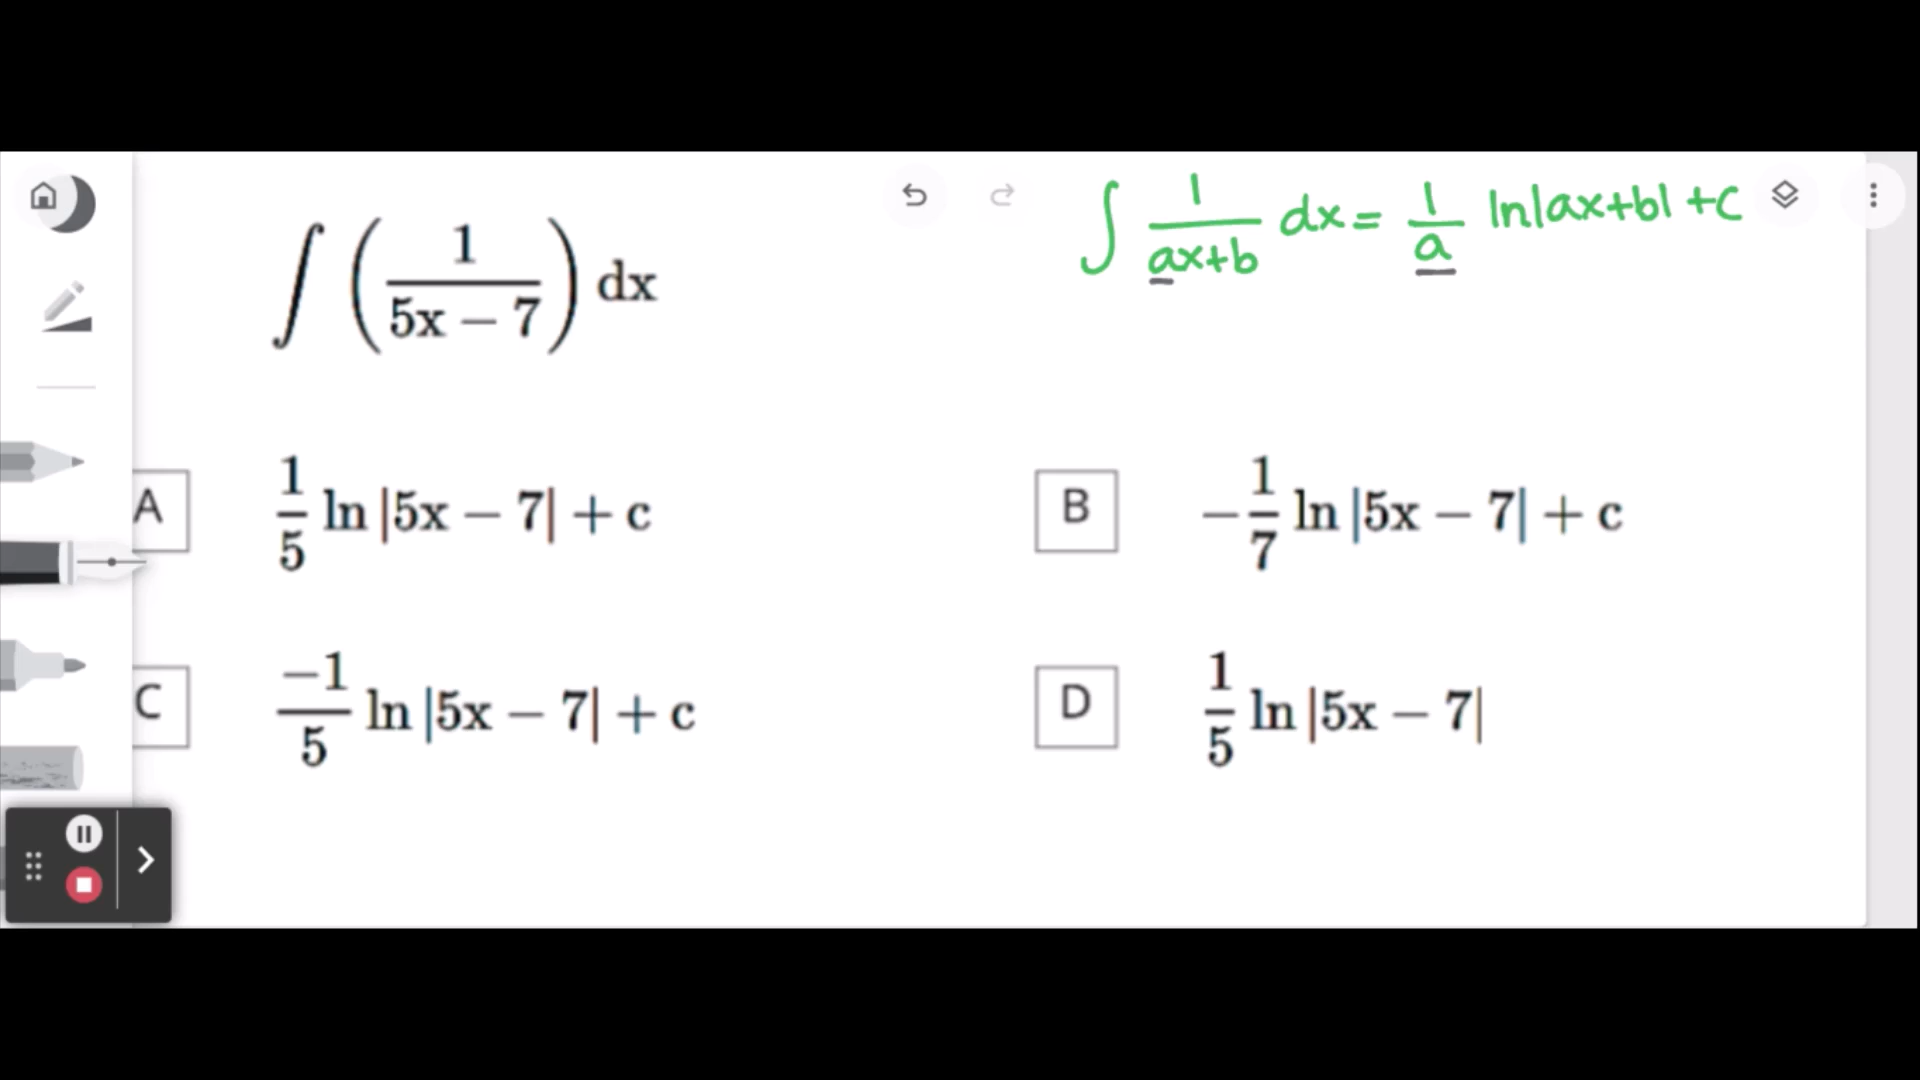 ∫ (1/(5x − 7)) dx
∫ 1/(ax+b) dx = 1/a ln|ax+b| + c
A 1/5 ln |5x − 7| + c
B −1/7 ln |5x − 7| + c
C −1/5 ln |5x − 7| + c
D 1/5 ln |5x − 7|